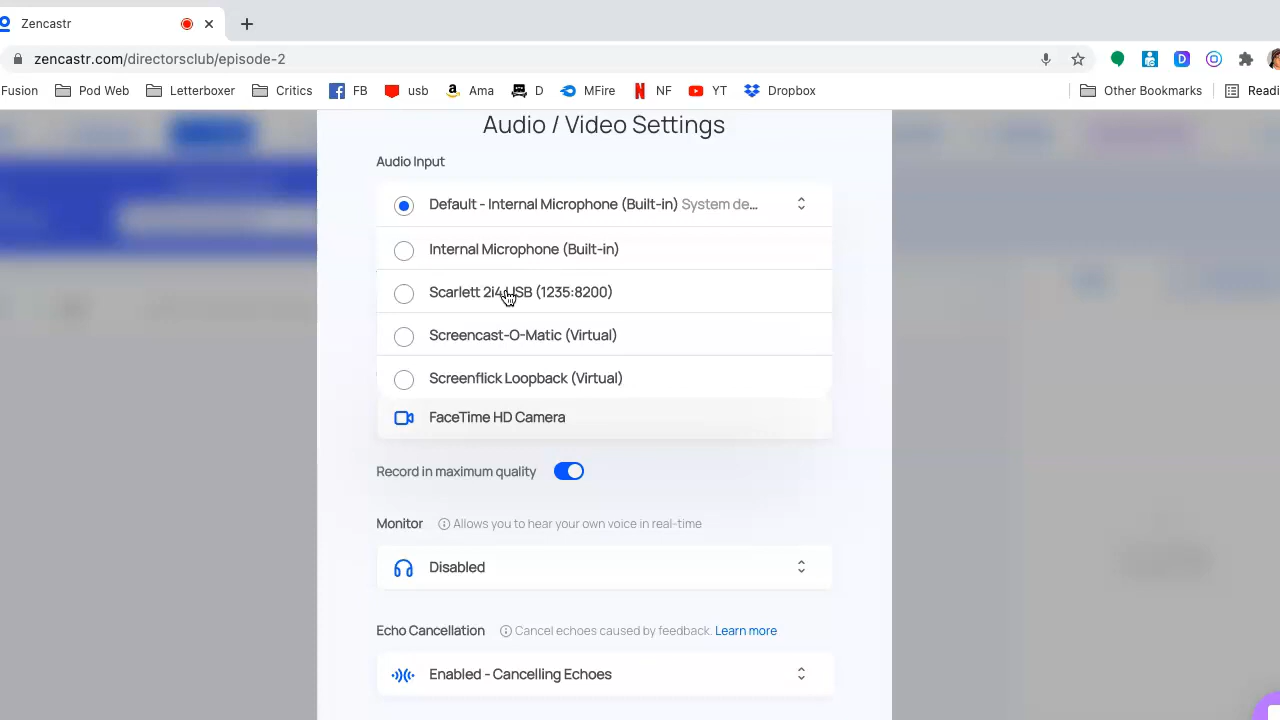 Zencastr
zencastr.com/directorsclub/episode-2
Fusion Pod Web Letterboxer Critics FB usb Ama D MFire NF YT Dropbox Other Bookmarks Readi
Audio / Video Settings
Audio Input
Default - Internal Microphone (Built-in) System de...
Internal Microphone (Built-in)
Scarlett 2i4 USB (1235:8200)
Screencast-O-Matic (Virtual)
Screenflick Loopback (Virtual)
FaceTime HD Camera
Record in maximum quality
Monitor Allows you to hear your own voice in real-time
Disabled
Echo Cancellation Cancel echoes caused by feedback. Learn more
Enabled - Cancelling Echoes